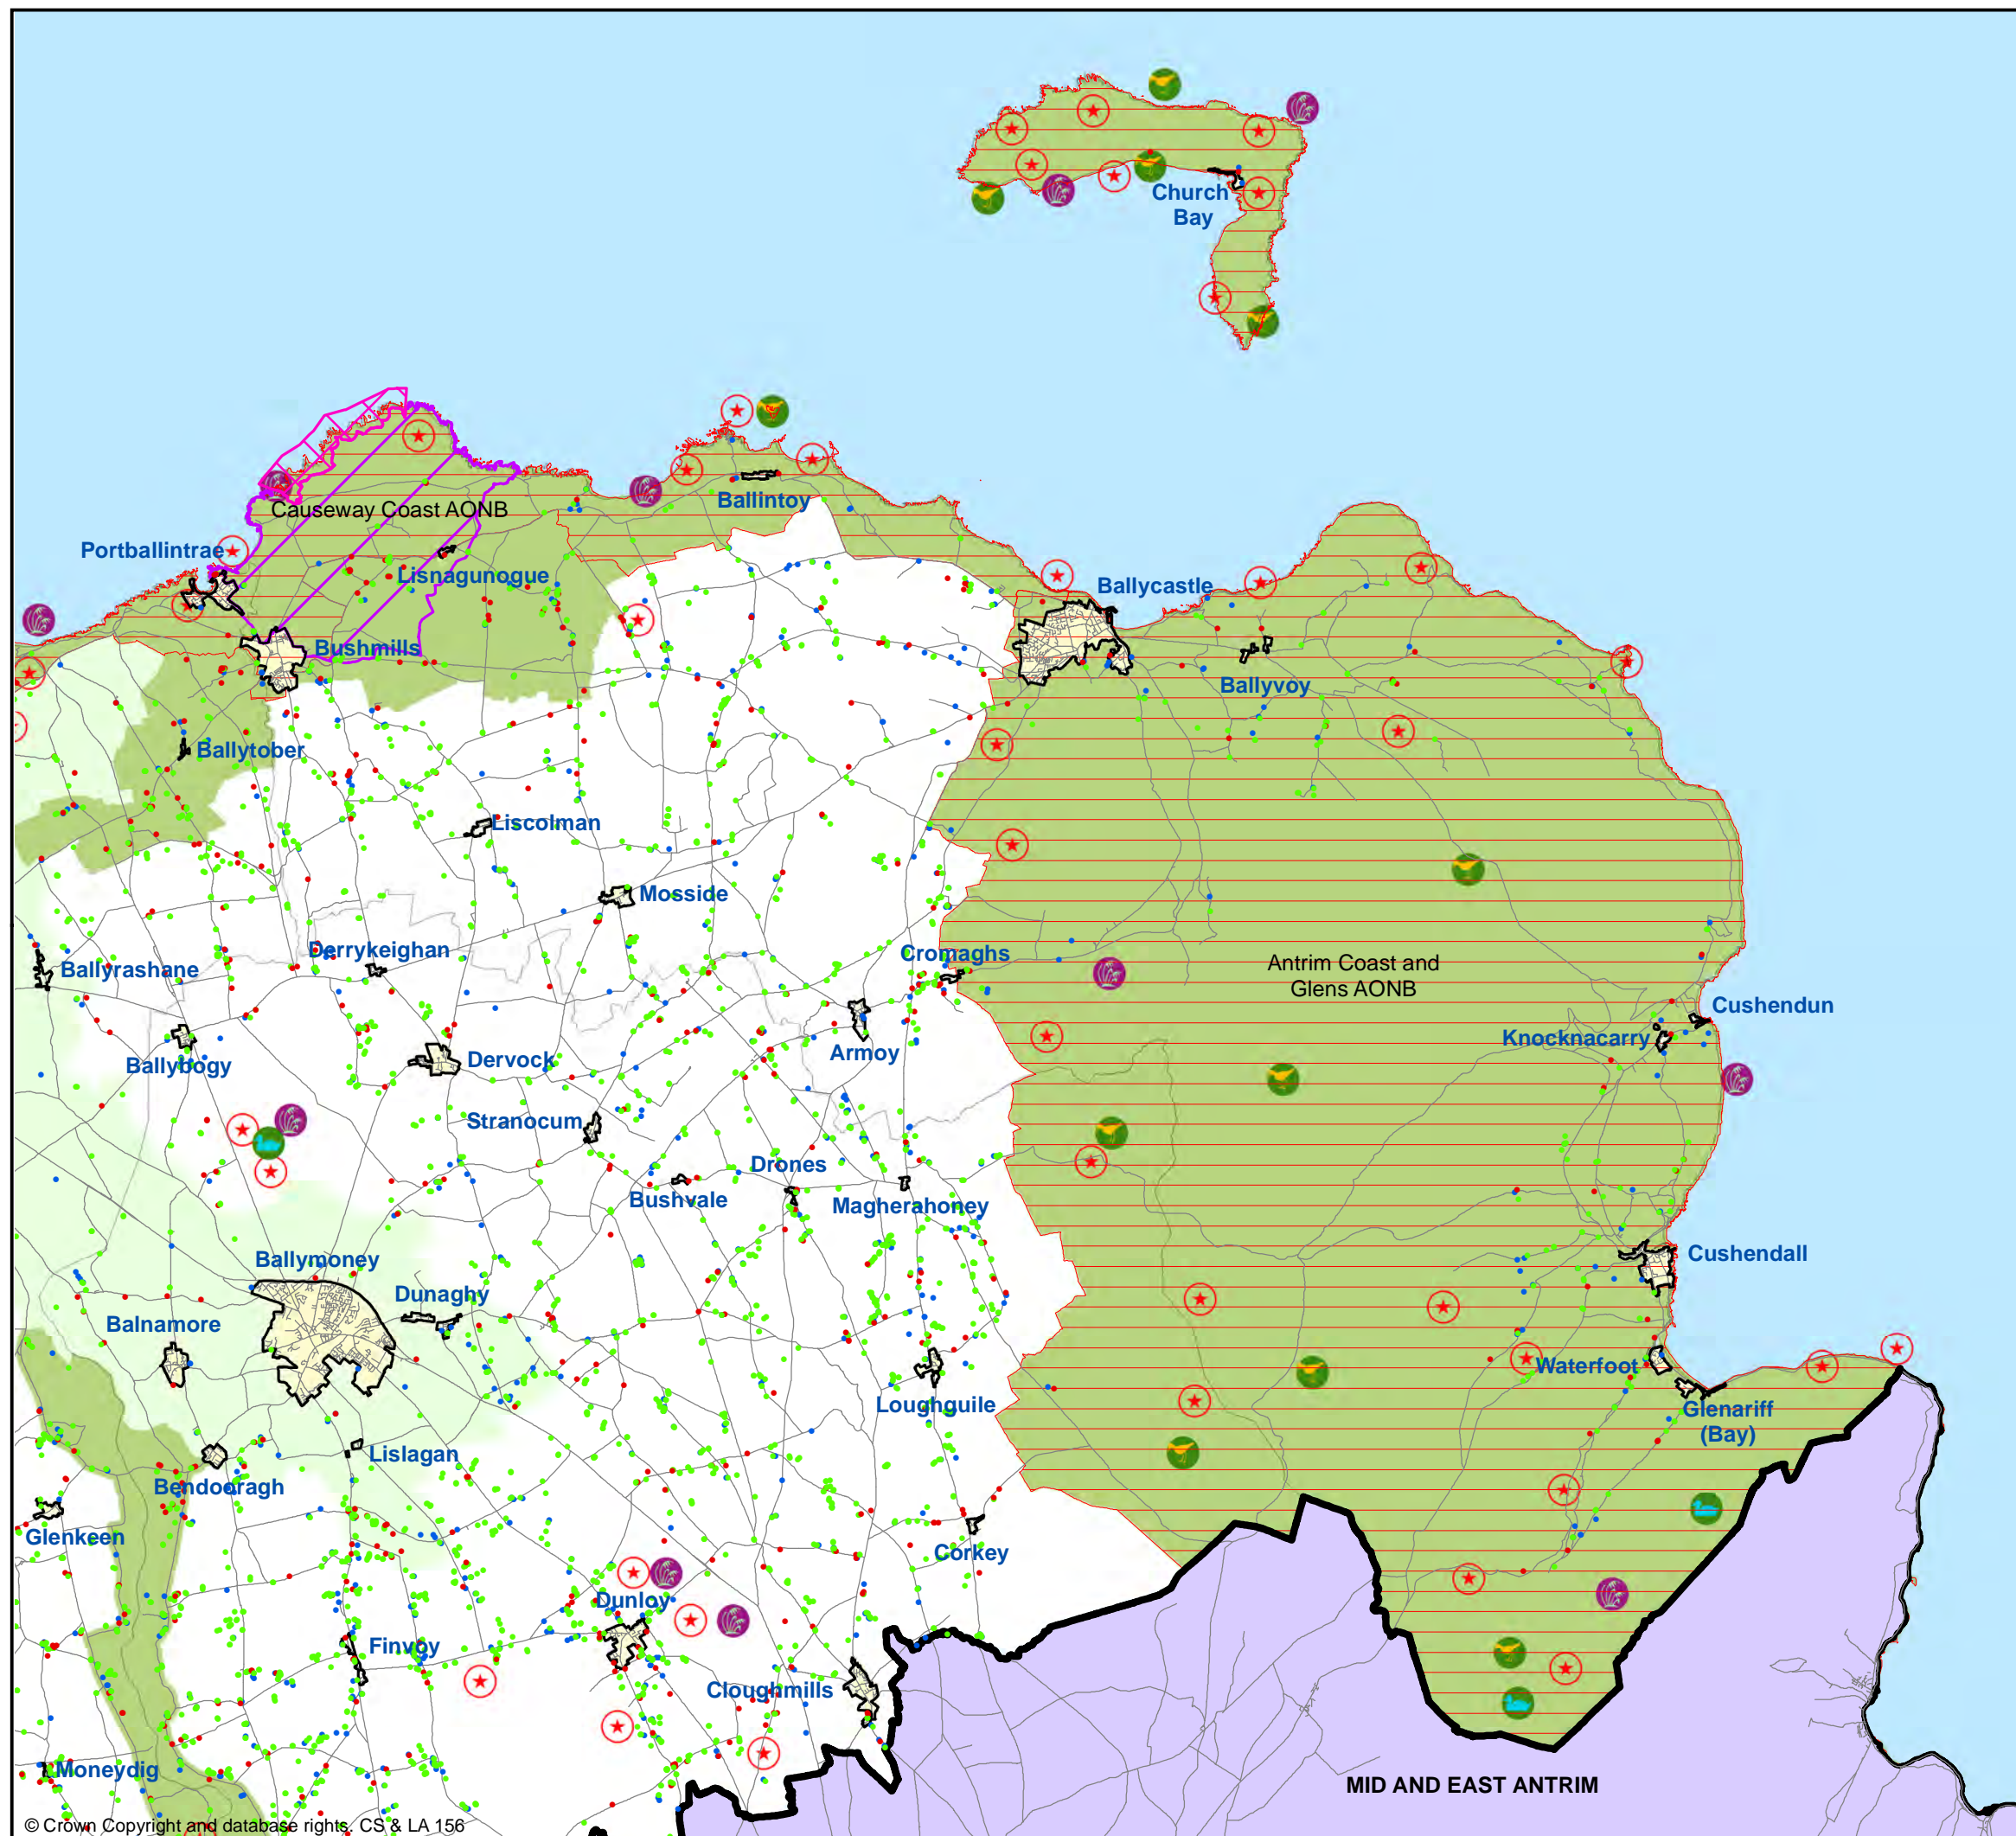 Church
Bay
Causeway Coast AONB
Ballintoy
Portballintrae
Lisnagunogue
Ballycastle
Bushmills
Ballyvoy
Ballytober
Liscolman
Mosside
Derrykeighan
Cromaghs
Ballyrashane
Antrim Coast and
Glens AONB
Cushendun
Knocknacarry
Armoy
Ballybogy
Dervock
Stranocum
Drones
Bushvale
Magherahoney
Ballymoney
Cushendall
Dunaghy
Balnamore
Waterfoot
Loughguile
Glenariff
(Bay)
Lislagan
Bendooragh
Glenkeen
Corkey
Dunloy
Finvoy
Cloughmills
Moneydig
MID AND EAST ANTRIM
© Crown Copyright and database rights. CS & LA 156